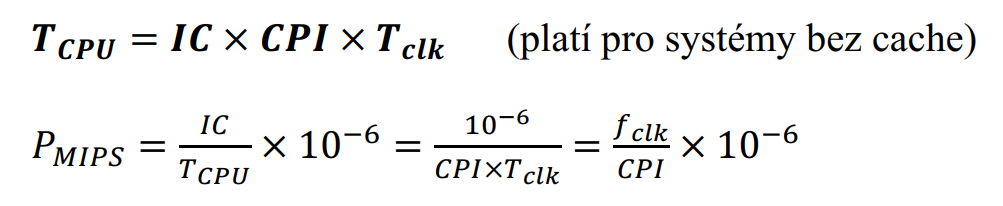 T_CPU = IC × CPI × T_clk (platí pro systémy bez cache)
P_MIPS = IC / T_CPU × 10^−6 = 10^−6 / CPI×T_clk = f_clk / CPI × 10^−6